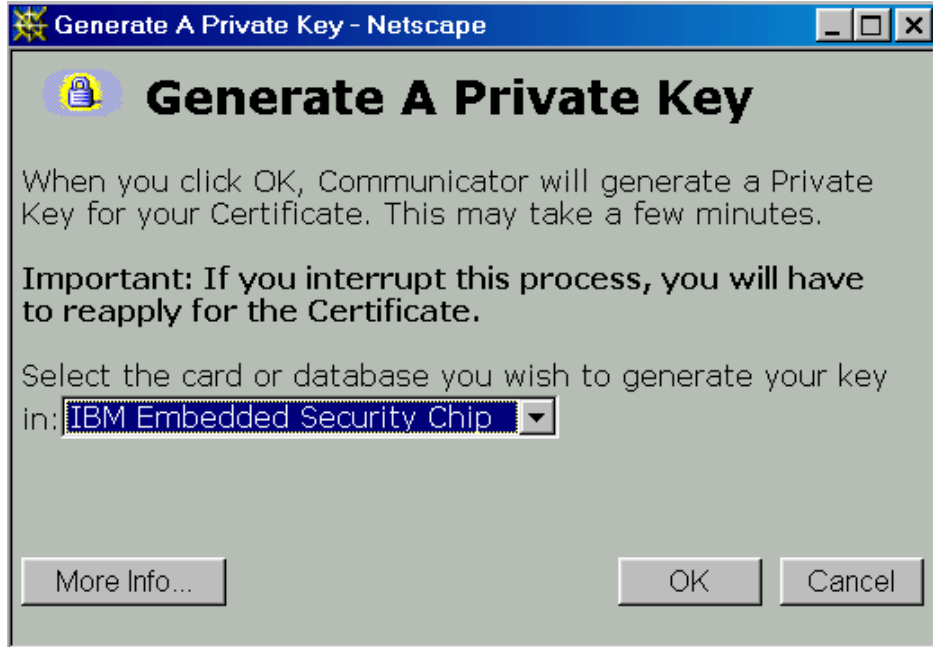 Generate A Private Key - Netscape
Generate A Private Key
When you click OK, Communicator will generate a Private
Key for your Certificate. This may take a few minutes.
Important: If you interrupt this process, you will have
to reapply for the Certificate.
Select the card or database you wish to generate your key
in: IBM Embedded Security Chip
More Info... OK Cancel